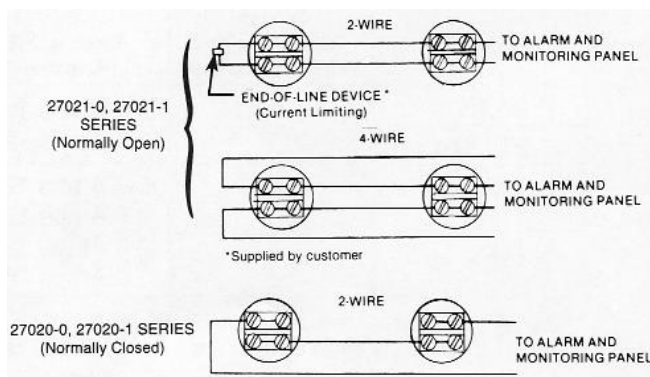 2-WIRE
TO ALARM AND
MONITORING PANEL
END-OF-LINE DEVICE *
(Current Limiting)
27021-0, 27021-1
SERIES
(Normally Open)
4-WIRE
TO ALARM AND
MONITORING PANEL
*Supplied by customer
2-WIRE
27020-0, 27020-1 SERIES
(Normally Closed)
TO ALARM AND
MONITORING PANEL